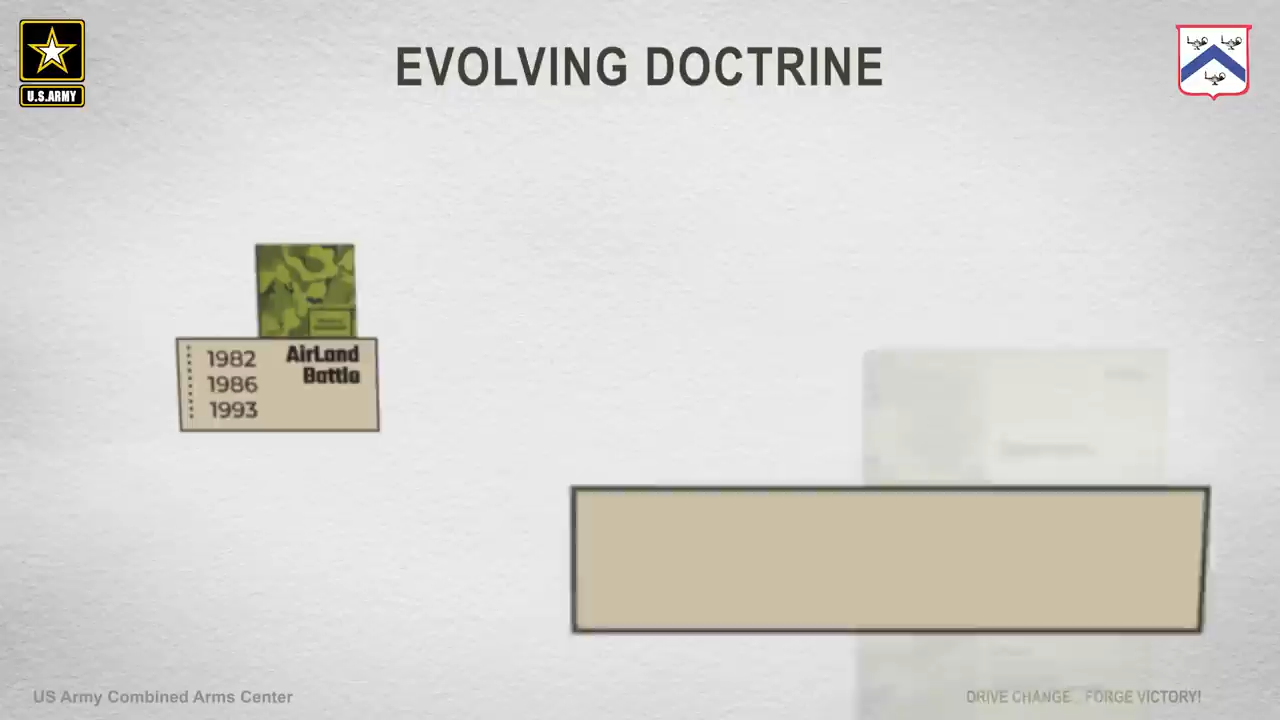 EVOLVING DOCTRINE
U.S.ARMY
1982
1986
1993
AirLand
Battle
US Army Combined Arms Center
DRIVE CHANGE... FORGE VICTORY!